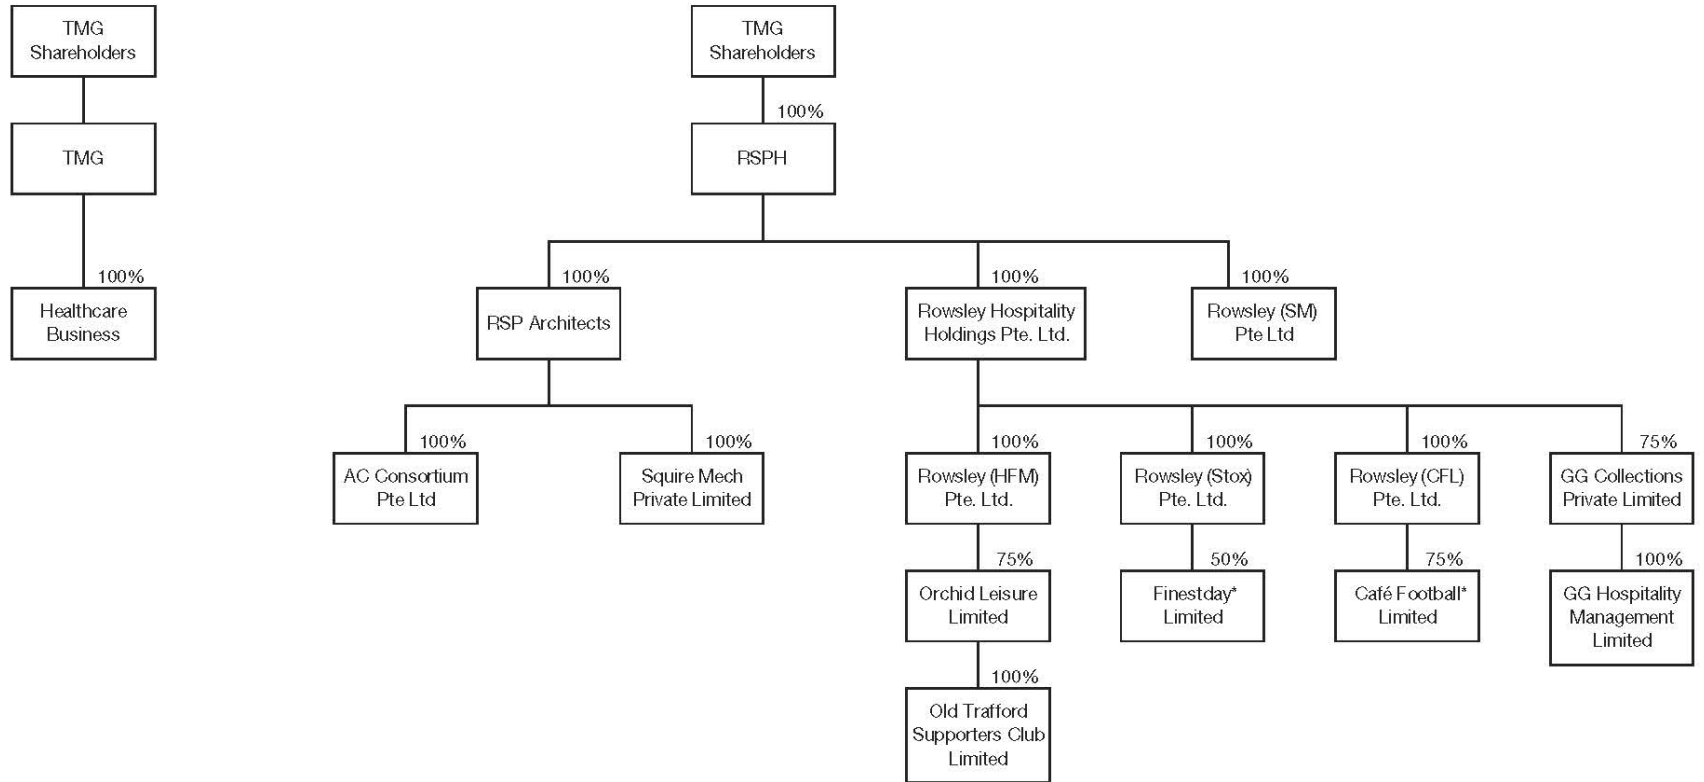 TMG
Shareholders
TMG
Shareholders
100%
TMG
RSPH
100%
100%
100%
100%
Healthcare
Business
RSP Architects
Rowsley Hospitality
Holdings Pte. Ltd.
Rowsley (SM)
Pte Ltd
100%
100%
100%
100%
100%
75%
AC Consortium
Pte Ltd
Squire Mech
Private Limited
Rowsley (HFM)
Pte. Ltd.
Rowsley (Stox)
Pte. Ltd.
Rowsley (CFL)
Pte. Ltd.
GG Collections
Private Limited
75%
50%
75%
100%
Orchid Leisure
Limited
Finestday*
Limited
Café Football*
Limited
GG Hospitality
Management
Limited
100%
Old Trafford
Supporters Club
Limited